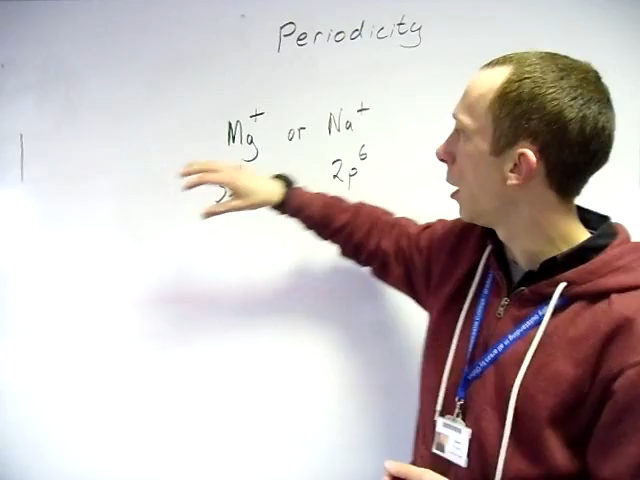 Periodicity
Mg⁺ or Na⁺
2p⁶